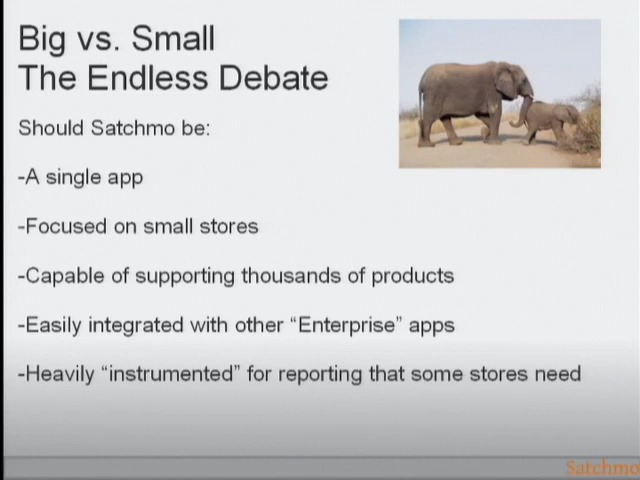 Big vs. Small
The Endless Debate
Should Satchmo be:
-A single app
-Focused on small stores
-Capable of supporting thousands of products
-Easily integrated with other “Enterprise” apps
-Heavily “instrumented” for reporting that some stores need
Satchmo